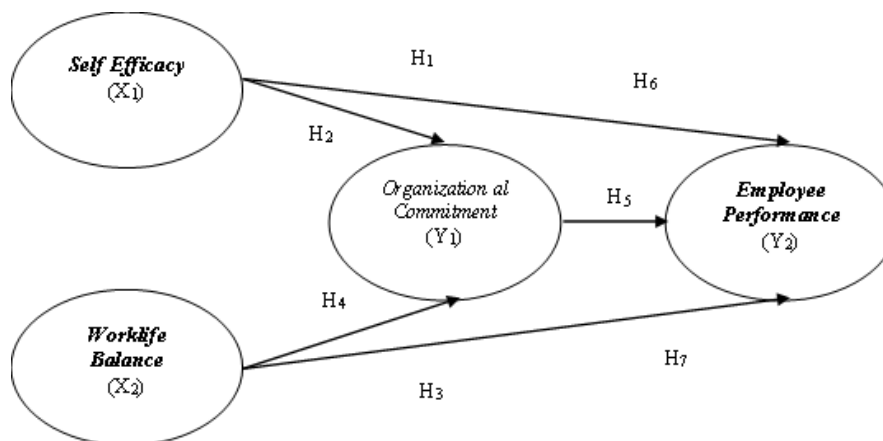 Self Efficacy
(X1)
H1
H6
H2
Organization al
Commitment
(Y1)
H5
Employee
Performance
(Y2)
H4
Worklife
Balance
(X2)
H7
H3